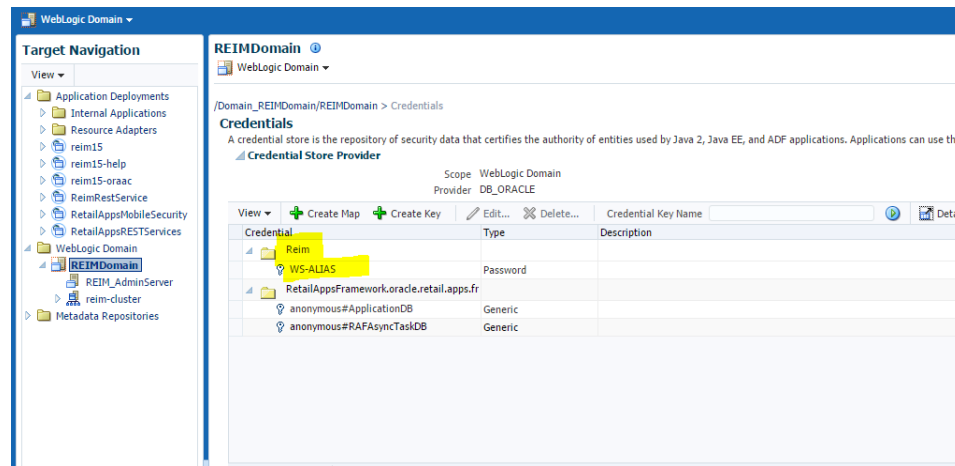 WebLogic Domain
Target Navigation
View
Application Deployments
Internal Applications
Resource Adapters
reim15
reim15-help
reim15-oraac
ReimRestService
RetailAppsMobileSecurity
RetailAppsRESTServices
WebLogic Domain
REIMDomain
REIM_AdminServer
reim-cluster
Metadata Repositories
REIMDomain
WebLogic Domain
/Domain_REIMDomain/REIMDomain > Credentials
Credentials
A credential store is the repository of security data that certifies the authority of entities used by Java 2, Java EE, and ADF applications. Applications can use th
Credential Store Provider
Scope WebLogic Domain
Provider DB_ORACLE
View Create Map Create Key Edit... Delete... Credential Key Name Deta
Credential Type Description
Reim
WS-ALIAS Password
RetailAppsFramework.oracle.retail.apps.fr
anonymous#ApplicationDB Generic
anonymous#RAFAsyncTaskDB Generic